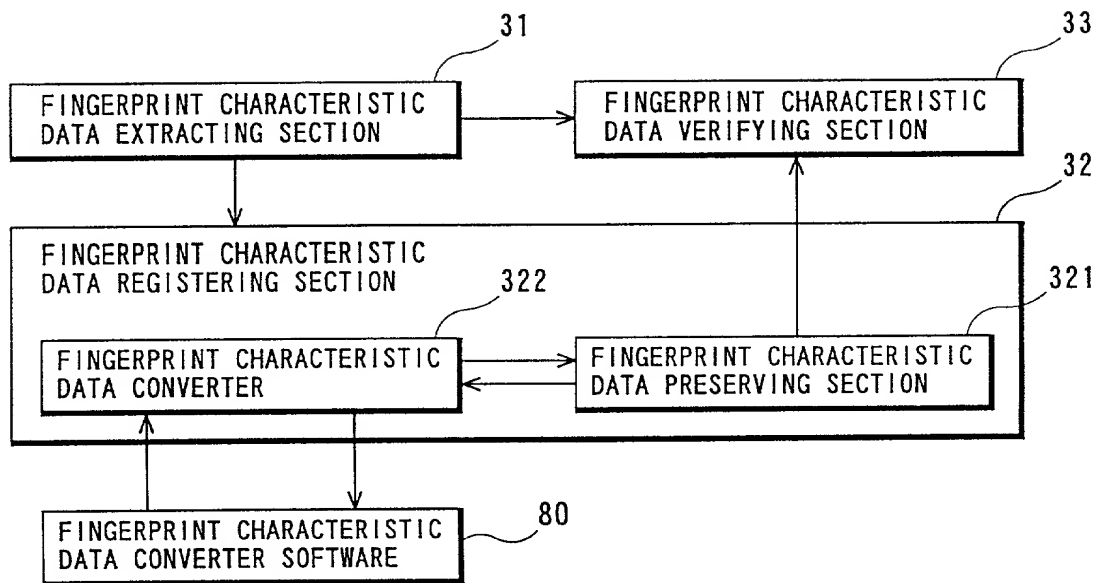 31
33
FINGERPRINT CHARACTERISTIC
DATA EXTRACTING SECTION
FINGERPRINT CHARACTERISTIC
DATA VERIFYING SECTION
32
FINGERPRINT CHARACTERISTIC
DATA REGISTERING SECTION
322
321
FINGERPRINT CHARACTERISTIC
DATA CONVERTER
FINGERPRINT CHARACTERISTIC
DATA PRESERVING SECTION
80
FINGERPRINT CHARACTERISTIC
DATA CONVERTER SOFTWARE